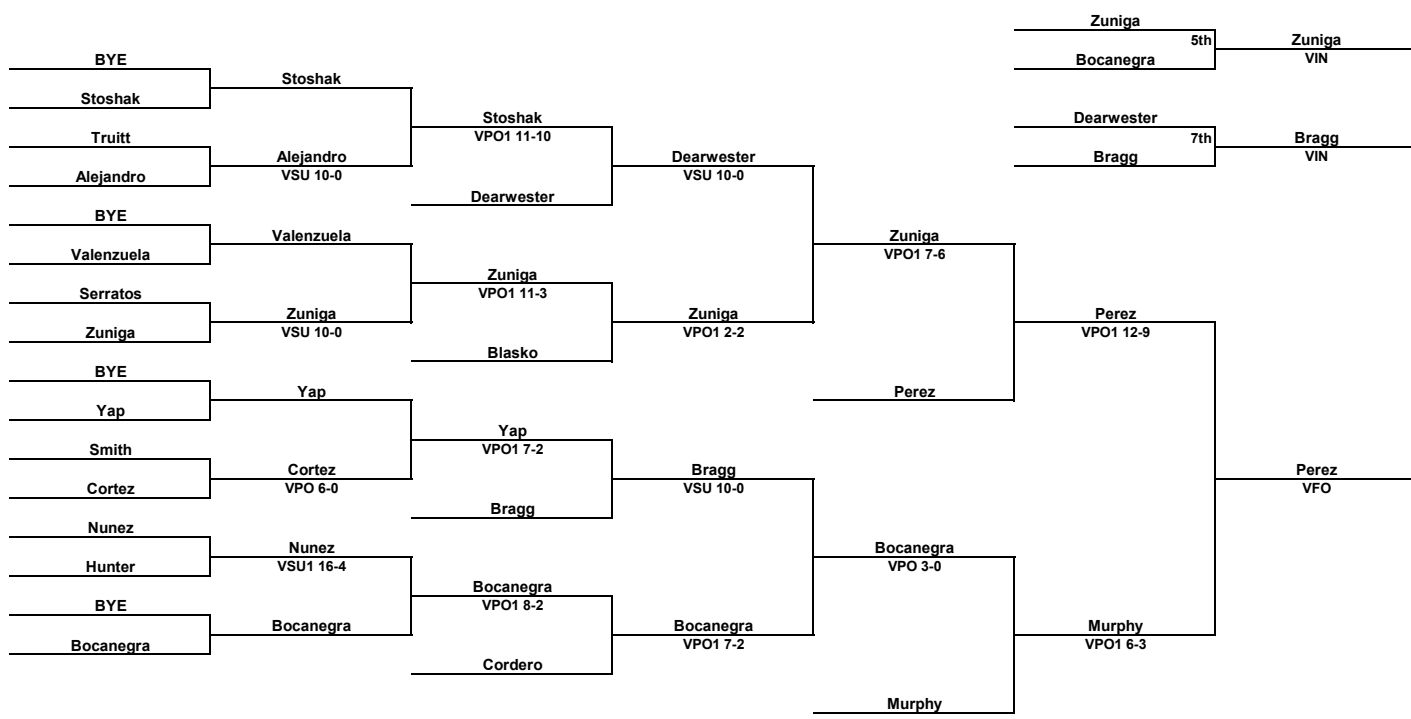 BYE
Stoshak
Truitt
Alejandro
BYE
Valenzuela
Serratos
Zuniga
BYE
Yap
Smith
Cortez
Nunez
Hunter
BYE
Bocanegra
Stoshak
Alejandro
VSU 10-0
Valenzuela
Zuniga
VSU 10-0
Yap
Cortez
VPO 6-0
Nunez
VSU1 16-4
Bocanegra
Stoshak
VPO1 11-10
Dearwester
Zuniga
VPO1 11-3
Blasko
Yap
VPO1 7-2
Bragg
Bocanegra
VPO1 8-2
Cordero
Dearwester
VSU 10-0
Zuniga
VPO1 2-2
Bragg
VSU 10-0
Bocanegra
VPO1 7-2
Zuniga
VPO1 7-6
Perez
Bocanegra
VPO 3-0
Murphy
Perez
VPO1 12-9
Murphy
VPO1 6-3
Perez
VFO
Zuniga
5th
Bocanegra
Zuniga
VIN
Dearwester
7th
Bragg
Bragg
VIN